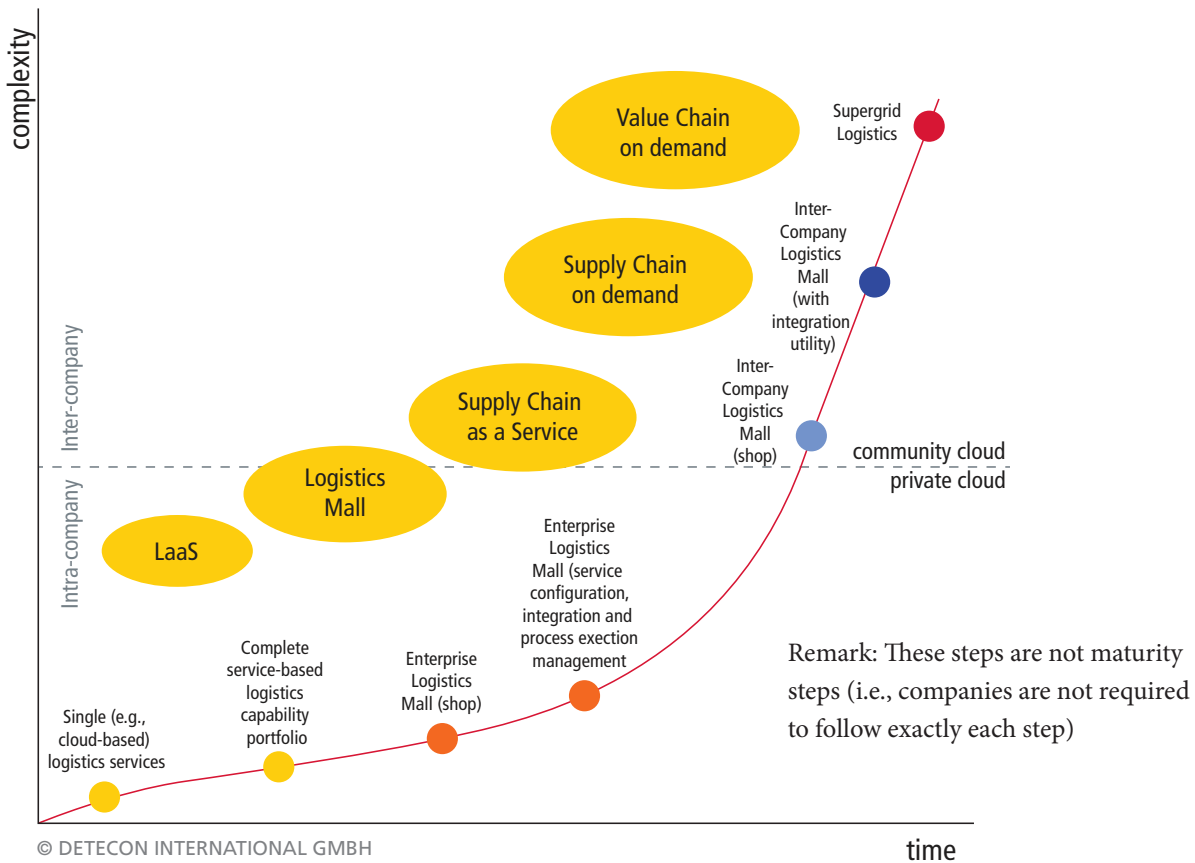 complexity
Value Chain
on demand
Supergrid
Logistics
Supply Chain
on demand
Inter-
Company
Logistics
Mall
(with
integration
utility)
Inter-company
Supply Chain
as a Service
Inter-
Company
Logistics
Mall
(shop)
community cloud
private cloud
Intra-company
Logistics
Mall
LaaS
Enterprise
Logistics
Mall (service
configuration,
integration and
process exection
management
Complete
service-based
logistics
capability
portfolio
Enterprise
Logistics
Mall (shop)
Single (e.g.,
cloud-based)
logistics services
Remark: These steps are not maturity
steps (i.e., companies are not required
to follow exactly each step)
© DETECON INTERNATIONAL GMBH
time